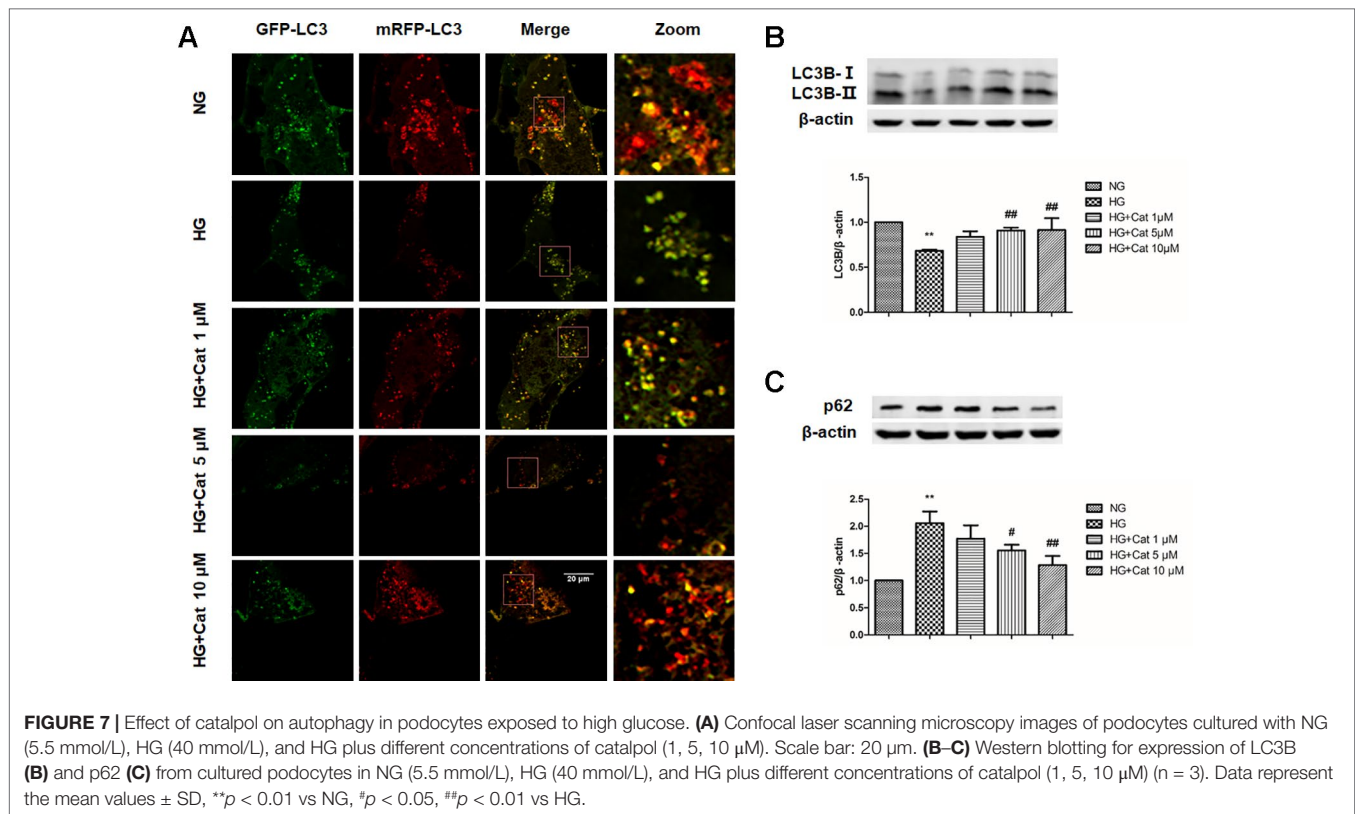 A
GFP-LC3 mRFP-LC3 Merge Zoom
NG
HG
HG+Cat 1 μM
HG+Cat 5 μM
HG+Cat 10 μM
20 μm
B
LC3B-Ⅰ
LC3B-Ⅱ
β-actin
LC3B/β-actin
1.5
1.0
0.5
0.0
**
##
##
NG
HG
HG+Cat 1μM
HG+Cat 5μM
HG+Cat 10μM
C
p62
β-actin
p62/β-actin
2.5
2.0
1.5
1.0
0.5
0.0
**
#
##
NG
HG
HG+Cat 1 μM
HG+Cat 5 μM
HG+Cat 10 μM
FIGURE 7 | Effect of catalpol on autophagy in podocytes exposed to high glucose. (A) Confocal laser scanning microscopy images of podocytes cultured with NG
(5.5 mmol/L), HG (40 mmol/L), and HG plus different concentrations of catalpol (1, 5, 10 μM). Scale bar: 20 μm. (B–C) Western blotting for expression of LC3B
(B) and p62 (C) from cultured podocytes in NG (5.5 mmol/L), HG (40 mmol/L), and HG plus different concentrations of catalpol (1, 5, 10 μM) (n = 3). Data represent
the mean values ± SD, **p < 0.01 vs NG, #p < 0.05, ##p < 0.01 vs HG.